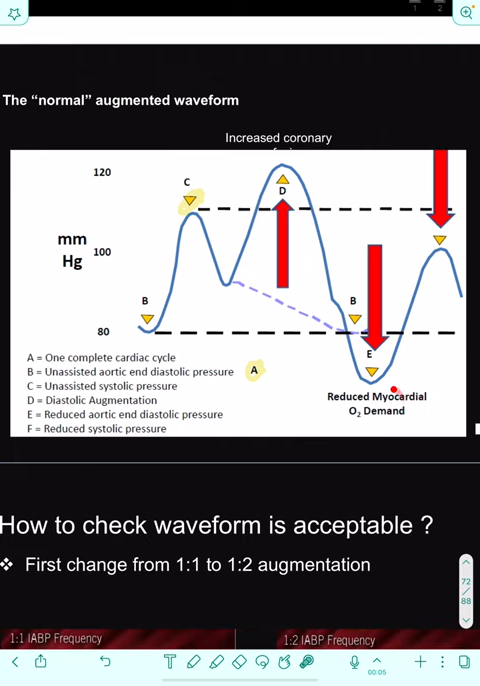 1 2
The "normal" augmented waveform
Increased coronary
120
C
D
mm
Hg
100
B
B
80
E
A = One complete cardiac cycle
B = Unassisted aortic end diastolic pressure
A
C = Unassisted systolic pressure
D = Diastolic Augmentation
E = Reduced aortic end diastolic pressure
F = Reduced systolic pressure
Reduced Myocardial
O₂ Demand
How to check waveform is acceptable ?
❖ First change from 1:1 to 1:2 augmentation
72
/
88
1:1 IABP Frequency
1:2 IABP Frequency
T
00:05